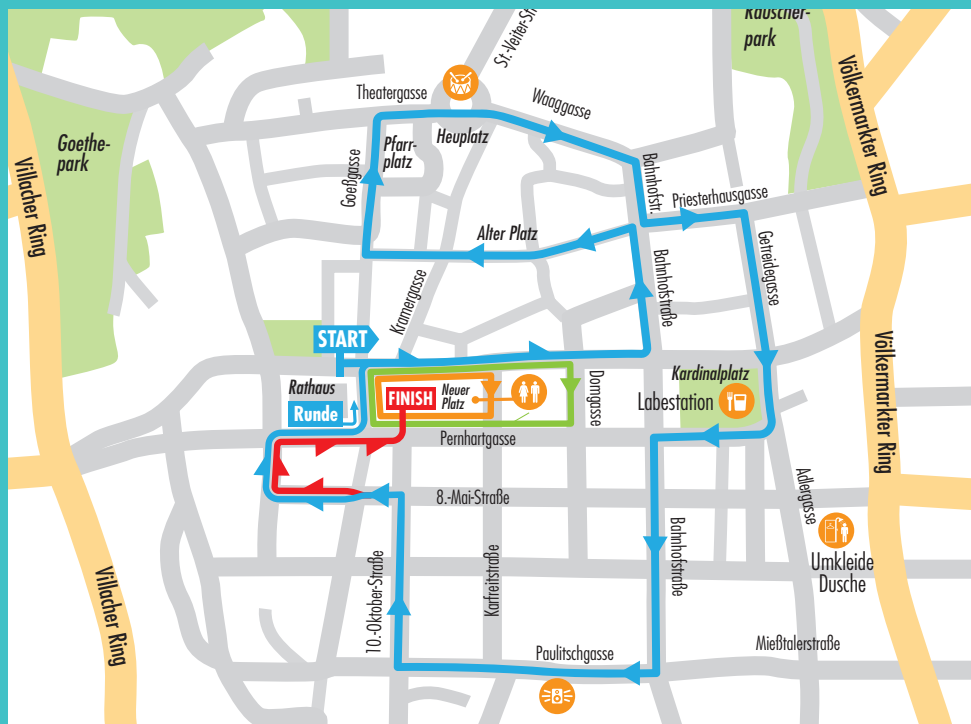 Rauscher-
park
St.-Veiter-Str
Theatergasse
Waaggasse
Völkermarkter Ring
Goethe-
park
Pfarr-
platz
Heuplatz
Villacher Ring
Goeßgasse
Bahnhofstr.
Priesterhausgasse
Alter Platz
Getreidegasse
Kramergasse
Bahnhofstraße
START
Völkermarkter Ring
Rathaus
Runde
FINISH
Neuer
Platz
Domgasse
Kardinalplatz
Labestation
Pernhartgasse
8.-Mai-Straße
Adlergasse
Bahnhofstraße
Karfreitstraße
10.-Oktober-Straße
Umkleide
Dusche
Villacher Ring
Paulitschgasse
Mießtalerstraße